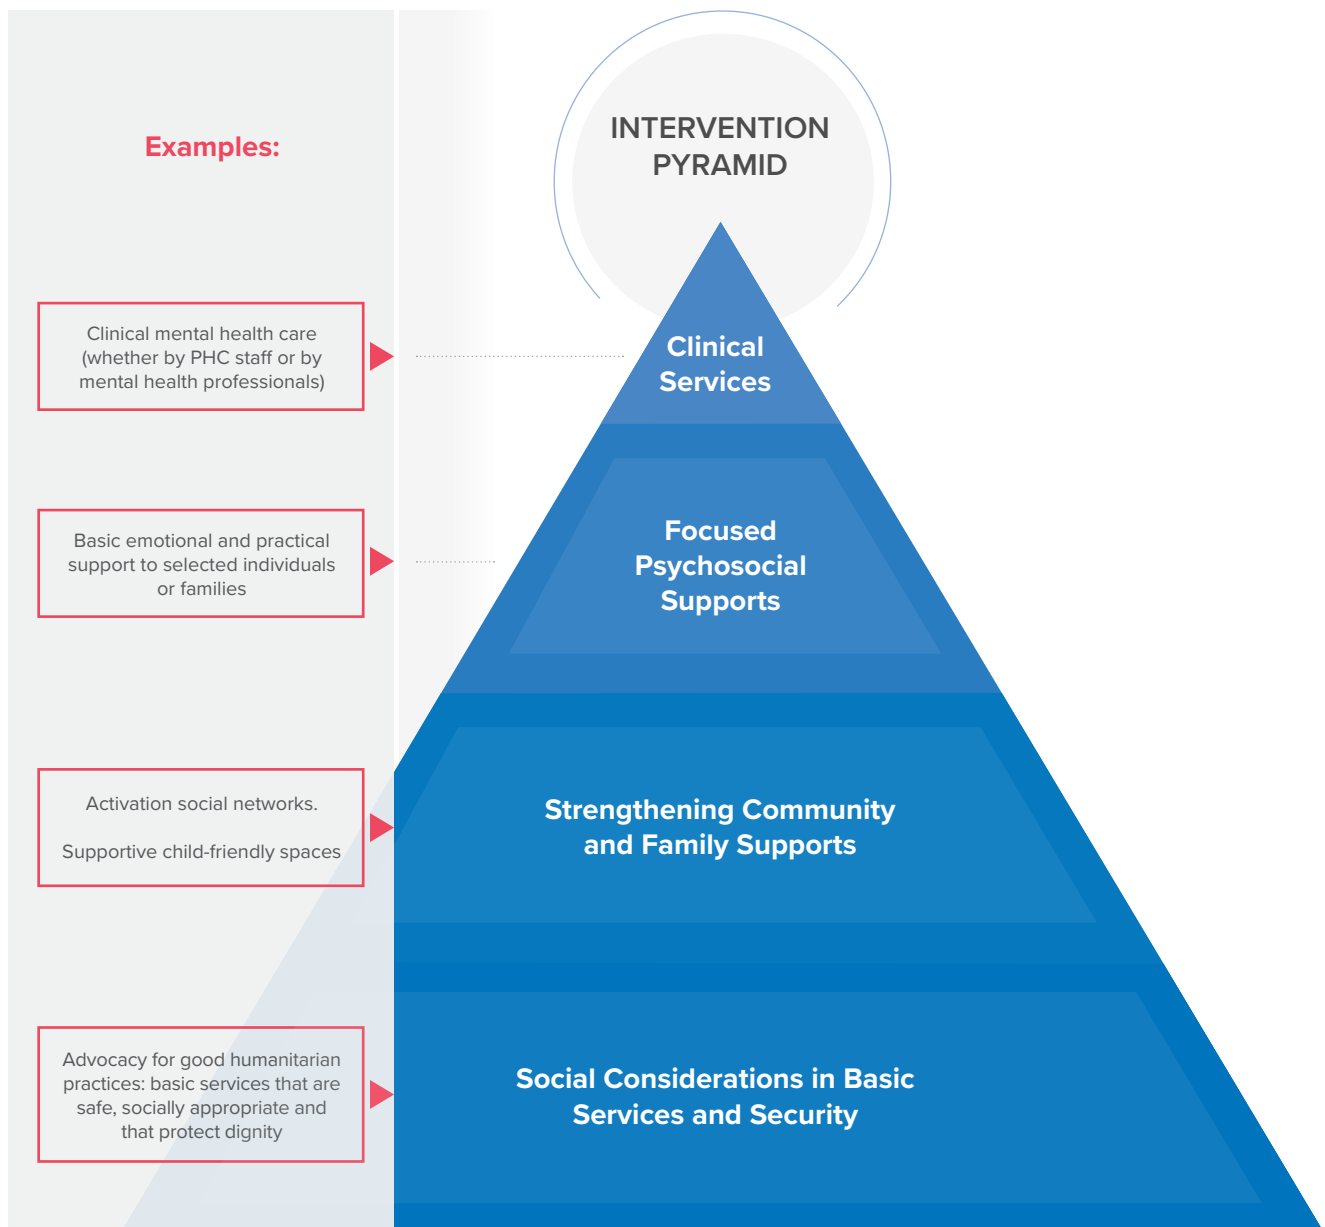 INTERVENTION
PYRAMID
Examples:
Clinical mental health care
(whether by PHC staff or by
mental health professionals)
Clinical
Services
Basic emotional and practical
support to selected individuals
or families
Focused
Psychosocial
Supports
Activation social networks.
Supportive child-friendly spaces
Strengthening Community
and Family Supports
Advocacy for good humanitarian
practices: basic services that are
safe, socially appropriate and
that protect dignity
Social Considerations in Basic
Services and Security